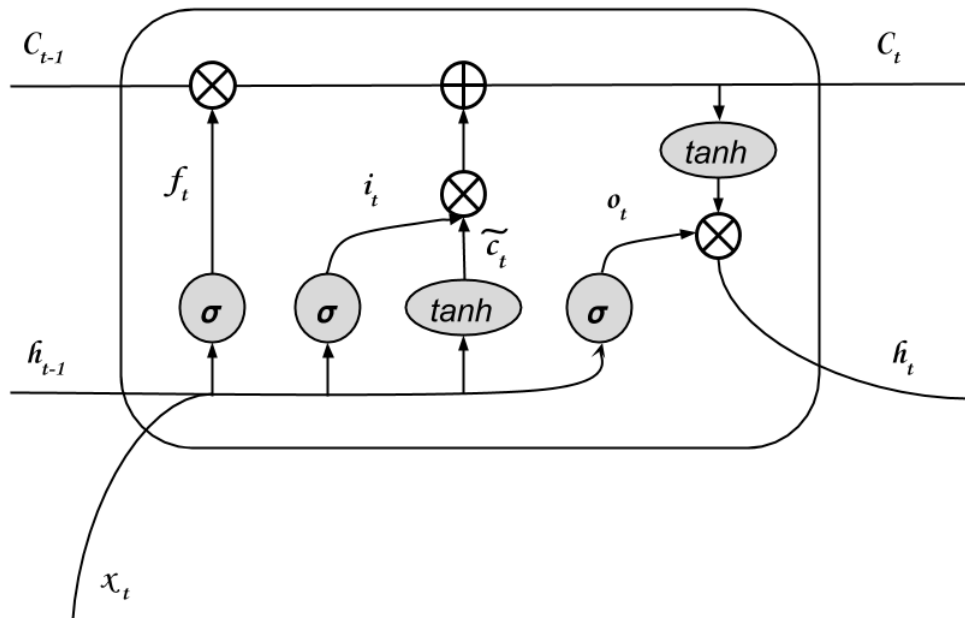 C_{t-1}
C_t
tanh
f_t
i_t
o_t
c̃_t
σ
σ
tanh
σ
h_{t-1}
h_t
x_t